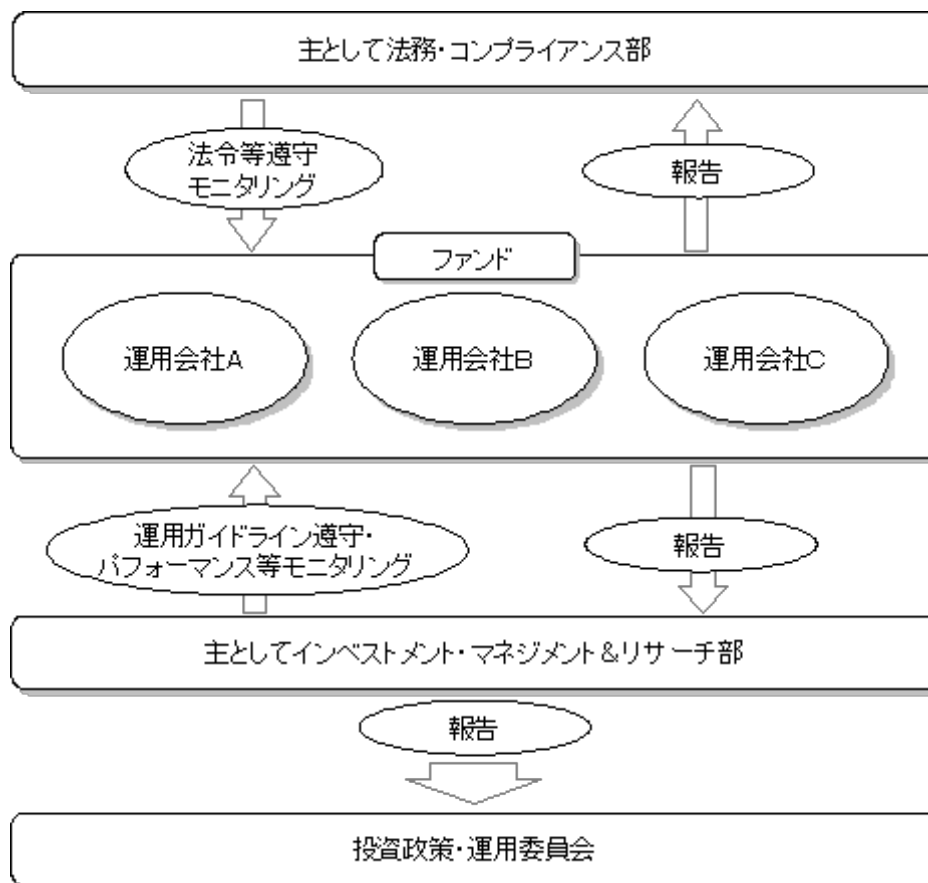 主として法務・コンプライアンス部
法令等遵守
モニタリング
報告
ファンド
運用会社A
運用会社B
運用会社C
運用ガイドライン遵守・
パフォーマンス等モニタリング
報告
主としてインベストメント・マネジメント&リサーチ部
報告
投資政策・運用委員会